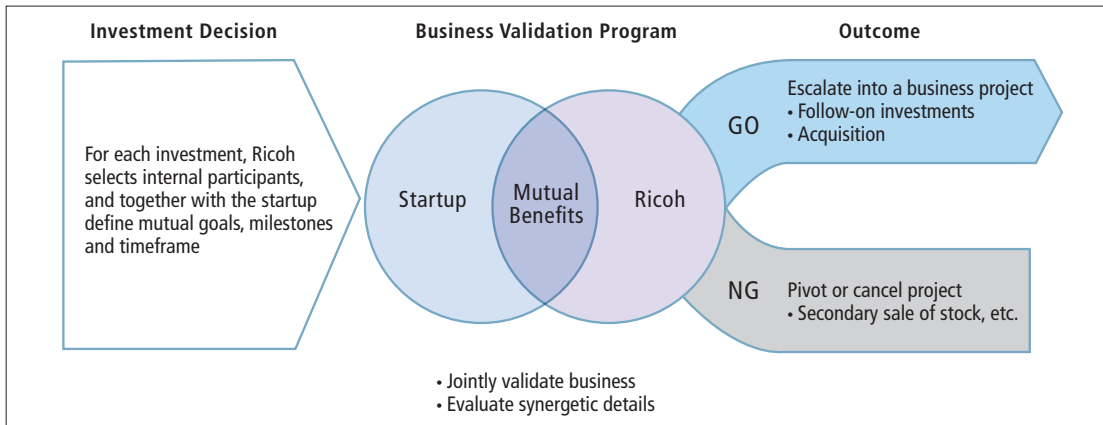 Investment Decision
Business Validation Program
Outcome
For each investment, Ricoh
selects internal participants,
and together with the startup
define mutual goals, milestones
and timeframe
Startup
Mutual
Benefits
Ricoh
• Jointly validate business
• Evaluate synergetic details
GO
Escalate into a business project
• Follow-on investments
• Acquisition
NG
Pivot or cancel project
• Secondary sale of stock, etc.